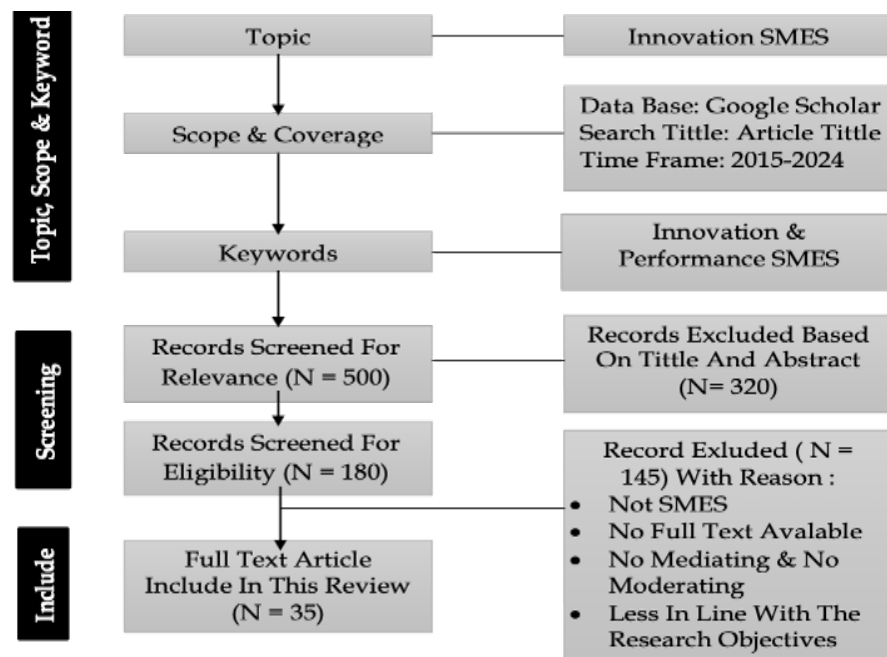 Topic, Scope & Keyword
Topic
Innovation SMES
Scope & Coverage
Data Base: Google Scholar
Search Tittle: Article Tittle
Time Frame: 2015-2024
Keywords
Innovation &
Performance SMES
Screening
Records Screened For
Relevance (N = 500)
Records Excluded Based
On Tittle And Abstract
(N= 320)
Records Screened For
Eligibility (N = 180)
Record Exluded ( N =
145) With Reason :
• Not SMES
• No Full Text Avalable
• No Mediating & No
Moderating
• Less In Line With The
Research Objectives
Include
Full Text Article
Include In This Review
(N = 35)